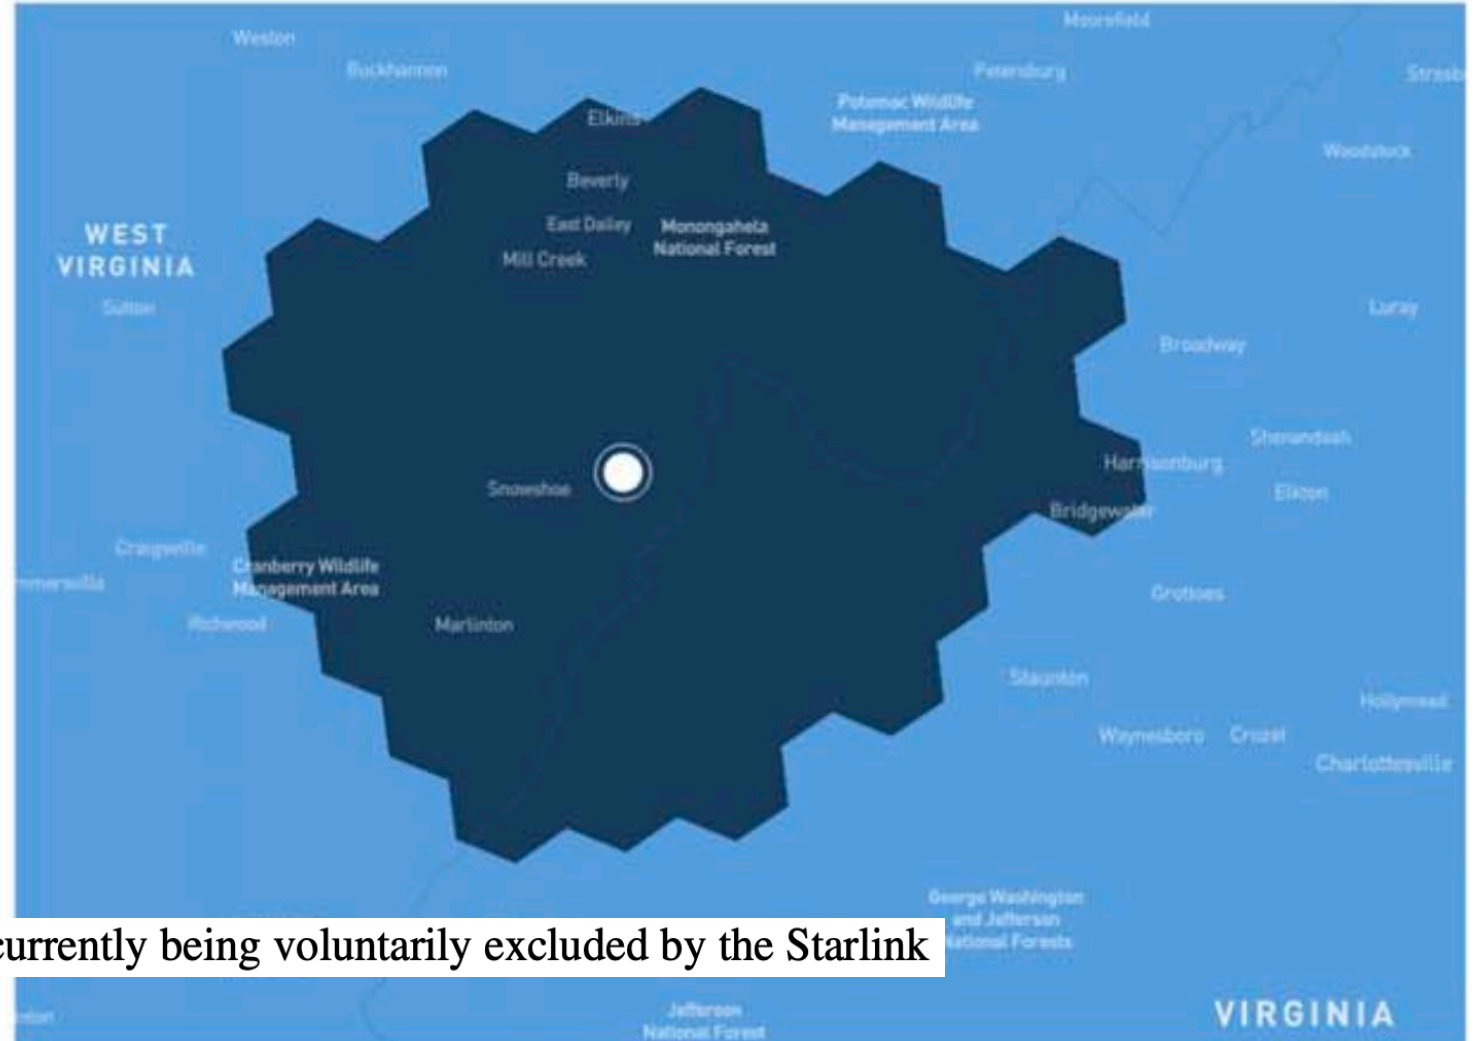 Moorefield
Weston
Buckhannon
Petersburg
Potomac Wildlife
Management Area
Elkins
Woodstock
Beverly
East Dailey
Monongahela
National Forest
Mill Creek
WEST
VIRGINIA
Sutton
Luray
Broadway
Shenandoah
Harrisonburg
Elkton
Snowshoe
Bridgewater
Craigsville
Cranberry Wildlife
Management Area
Grottoes
Richwood
Marlinton
Staunton
Hollymead
Waynesboro
Crozet
Charlottesville
George Washington
and Jefferson
National Forests
currently being voluntarily excluded by the Starlink
Jefferson
National Forest
VIRGINIA